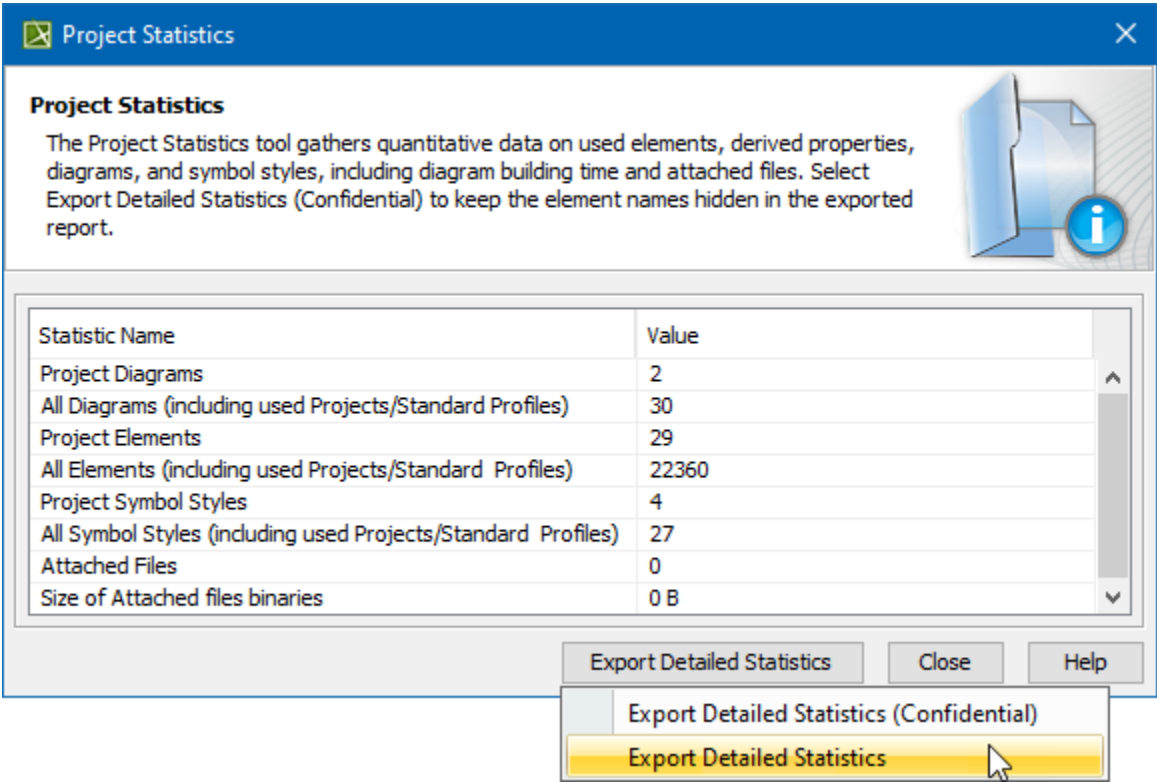 Project Statistics
Project Statistics
The Project Statistics tool gathers quantitative data on used elements, derived properties,
diagrams, and symbol styles, including diagram building time and attached files. Select
Export Detailed Statistics (Confidential) to keep the element names hidden in the exported
report.
Statistic Name Value
Project Diagrams 2
All Diagrams (including used Projects/Standard Profiles) 30
Project Elements 29
All Elements (including used Projects/Standard Profiles) 22360
Project Symbol Styles 4
All Symbol Styles (including used Projects/Standard Profiles) 27
Attached Files 0
Size of Attached files binaries 0 B
Export Detailed Statistics Close Help
Export Detailed Statistics (Confidential)
Export Detailed Statistics